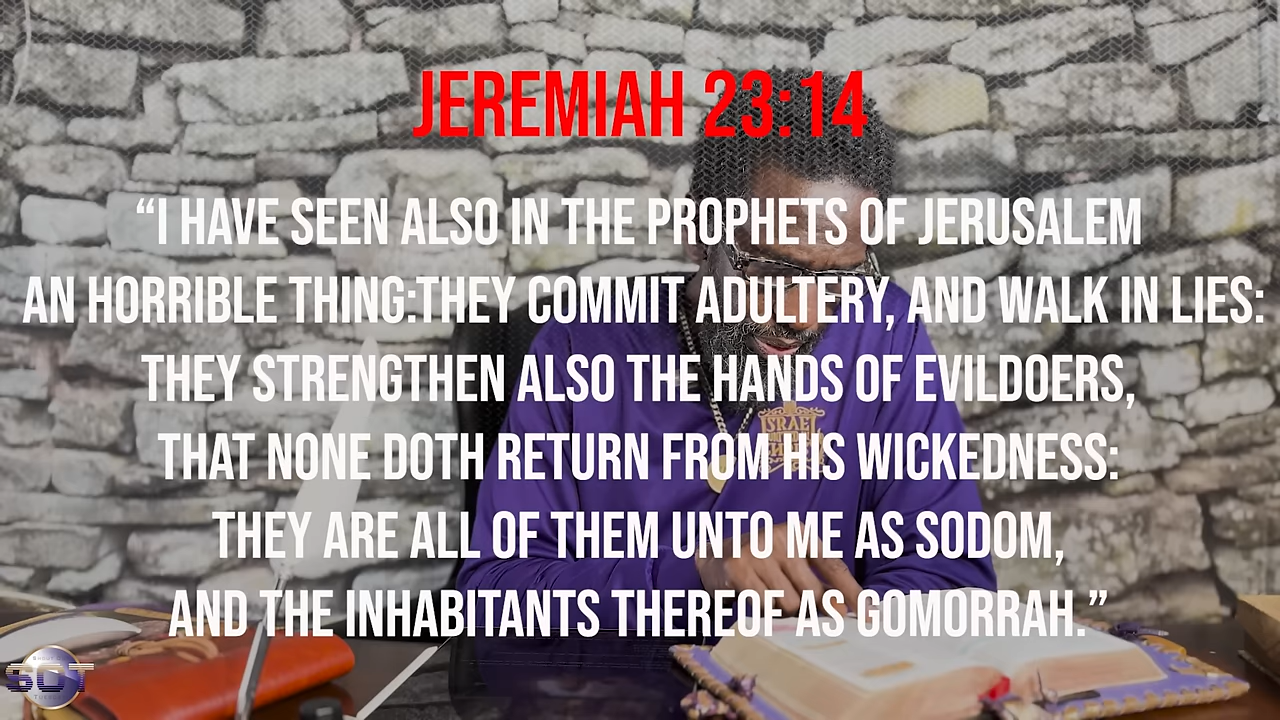 JEREMIAH 23:14
“I HAVE SEEN ALSO IN THE PROPHETS OF JERUSALEM
AN HORRIBLE THING:THEY COMMIT ADULTERY, AND WALK IN LIES:
THEY STRENGTHEN ALSO THE HANDS OF EVILDOERS,
THAT NONE DOTH RETURN FROM HIS WICKEDNESS:
THEY ARE ALL OF THEM UNTO ME AS SODOM,
AND THE INHABITANTS THEREOF AS GOMORRAH.”
ISRAEL
SCT